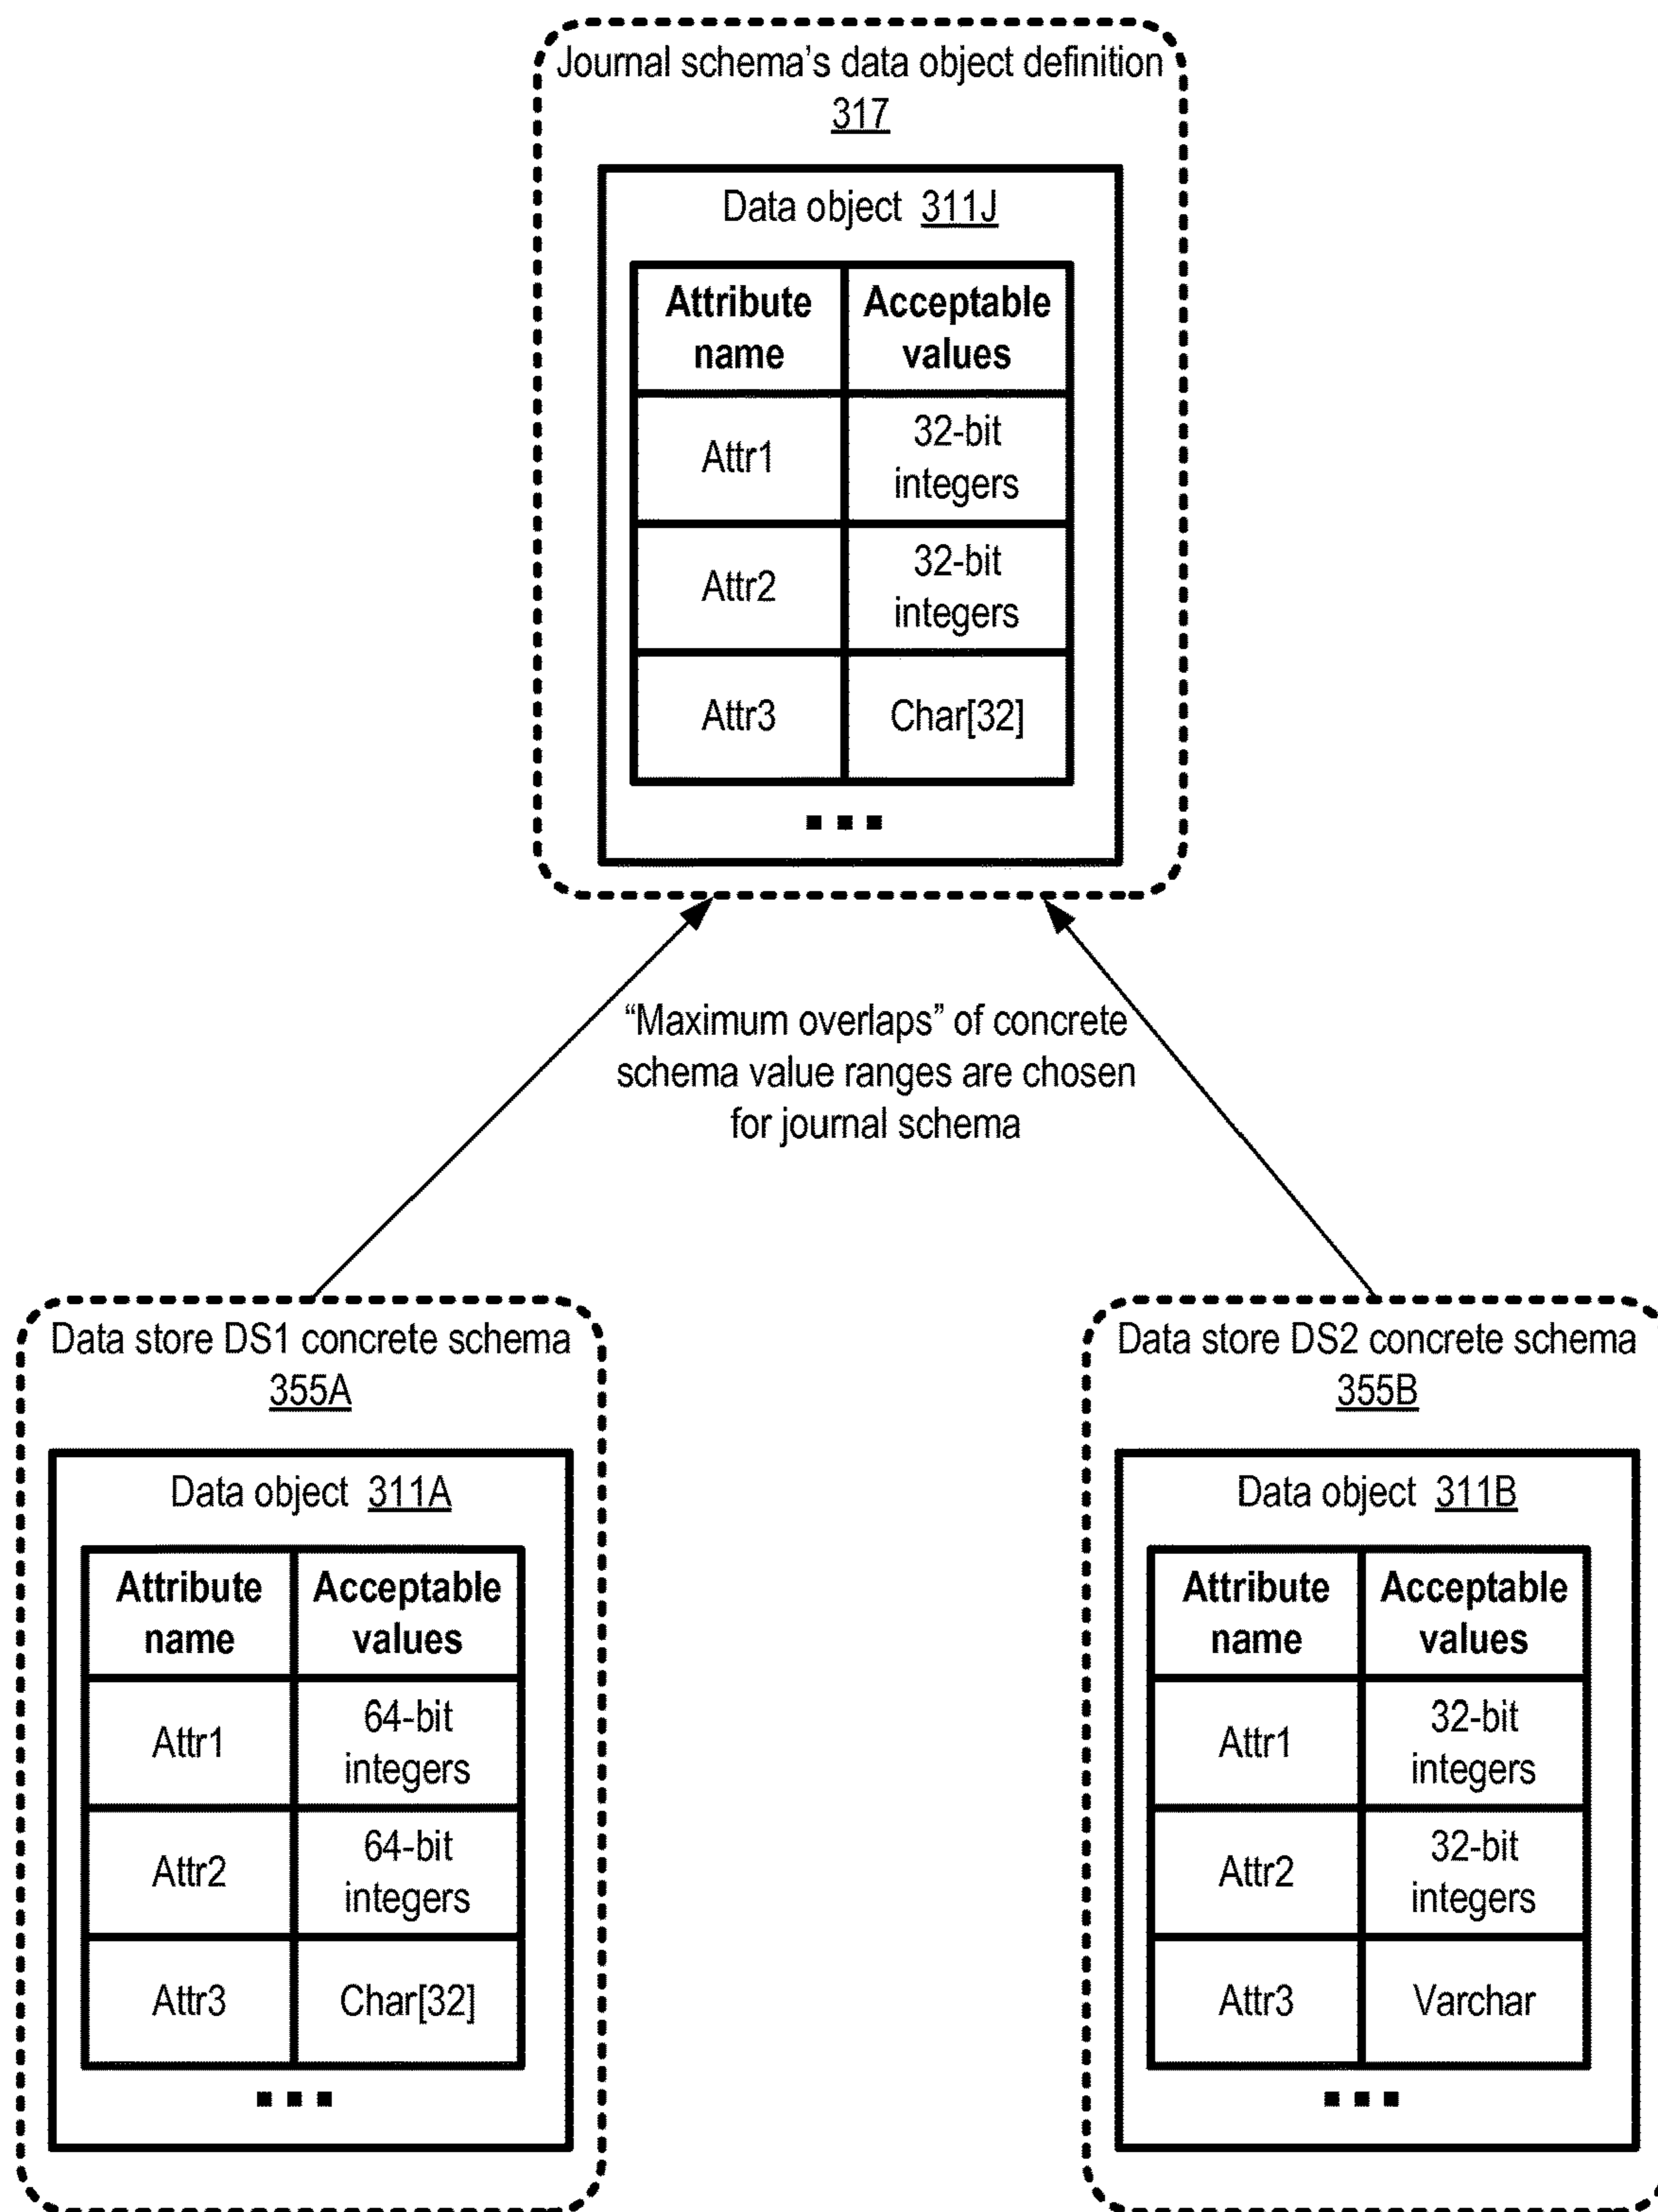 Journal schema's data object definition
317
Data object 311J
Attribute name Acceptable values
Attr1 32-bit integers
Attr2 32-bit integers
Attr3 Char[32]
"Maximum overlaps" of concrete
schema value ranges are chosen
for journal schema
Data store DS1 concrete schema
355A
Data object 311A
Attribute name Acceptable values
Attr1 64-bit integers
Attr2 64-bit integers
Attr3 Char[32]
Data store DS2 concrete schema
355B
Data object 311B
Attribute name Acceptable values
Attr1 32-bit integers
Attr2 32-bit integers
Attr3 Varchar